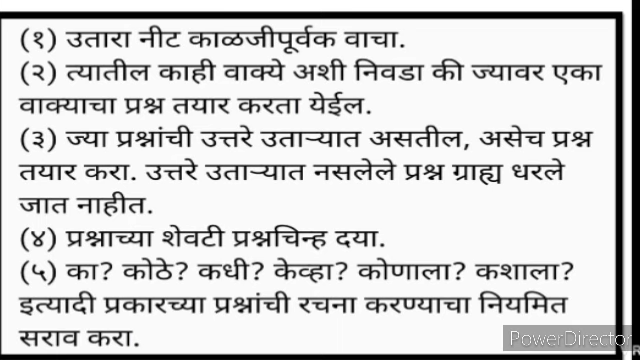 (१) उतारा नीट काळजीपूर्वक वाचा.
(२) त्यातील काही वाक्ये अशी निवडा की ज्यावर एका
वाक्याचा प्रश्न तयार करता येईल.
(३) ज्या प्रश्नांची उत्तरे उताऱ्यात असतील, असेच प्रश्न
तयार करा. उत्तरे उताऱ्यात नसलेले प्रश्न ग्राह्य धरले
जात नाहीत.
(४) प्रश्नाच्या शेवटी प्रश्नचिन्ह दया.
(५) का? कोठे? कधी? केव्हा? कोणाला? कशाला?
इत्यादी प्रकारच्या प्रश्नांची रचना करण्याचा नियमित
सराव करा.
PowerDirector